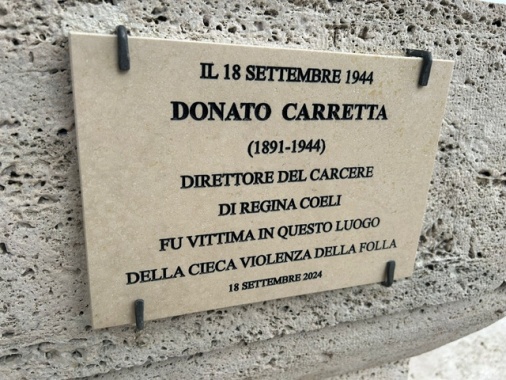 IL 18 SETTEMBRE 1944
DONATO CARRETTA
(1891-1944)
DIRETTORE DEL CARCERE
DI REGINA COELI
FU VITTIMA IN QUESTO LUOGO
DELLA CIECA VIOLENZA DELLA FOLLA
18 SETTEMBRE 2024